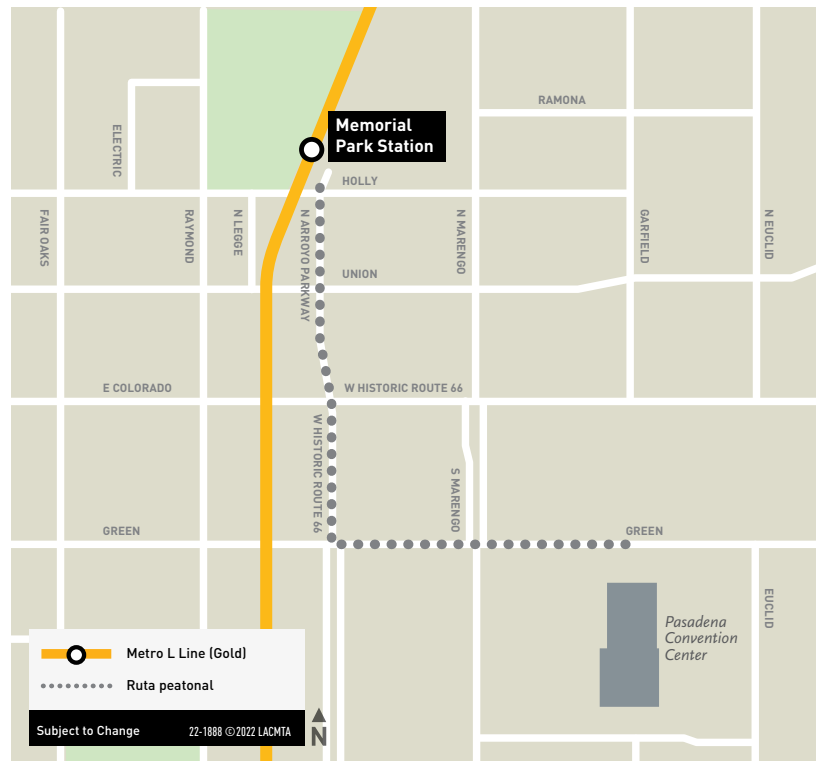 RAMONA
Memorial
Park Station
ELECTRIC
HOLLY
FAIR OAKS
RAYMOND
N LEGGE
N ARROYO PARKWAY
N MARENGO
GARFIELD
N EUCLID
UNION
E COLORADO
W HISTORIC ROUTE 66
W HISTORIC ROUTE 66
S MARENGO
GREEN
GREEN
EUCLID
Pasadena
Convention
Center
Metro L Line (Gold)
Ruta peatonal
Subject to Change
22-1888 ©2022 LACMTA
N